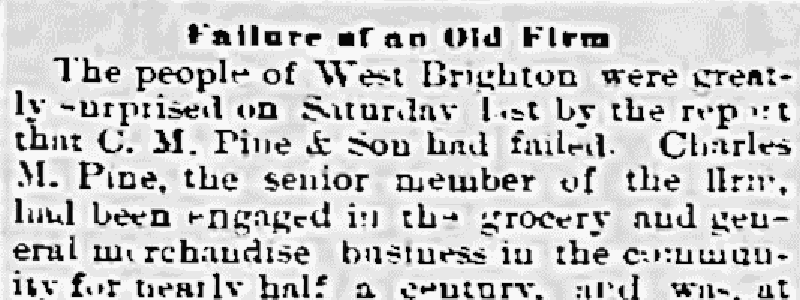 Failure of an Old Firm
The people of West Brighton were great-
ly surprised on Saturday last by the report
that C. M. Pine & Son had failed. Charles
M. Pine, the senior member of the firm,
had been engaged in the grocery and gen-
eral merchandise business in the commun-
ity for nearly half a century, and was at